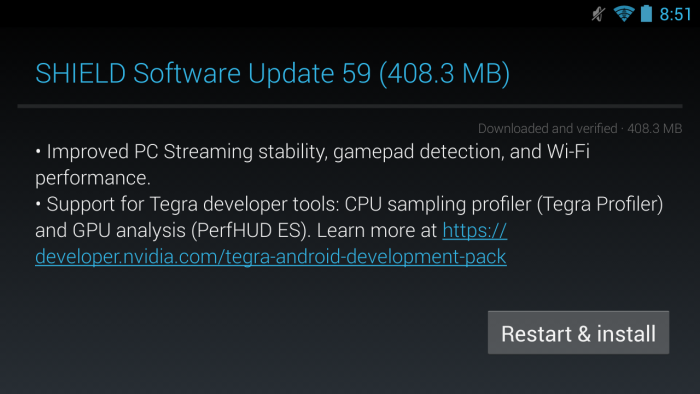 8:51
SHIELD Software Update 59 (408.3 MB)
Downloaded and verified · 408.3 MB
• Improved PC Streaming stability, gamepad detection, and Wi-Fi
performance.
• Support for Tegra developer tools: CPU sampling profiler (Tegra Profiler)
and GPU analysis (PerfHUD ES). Learn more at https://
developer.nvidia.com/tegra-android-development-pack
Restart & install